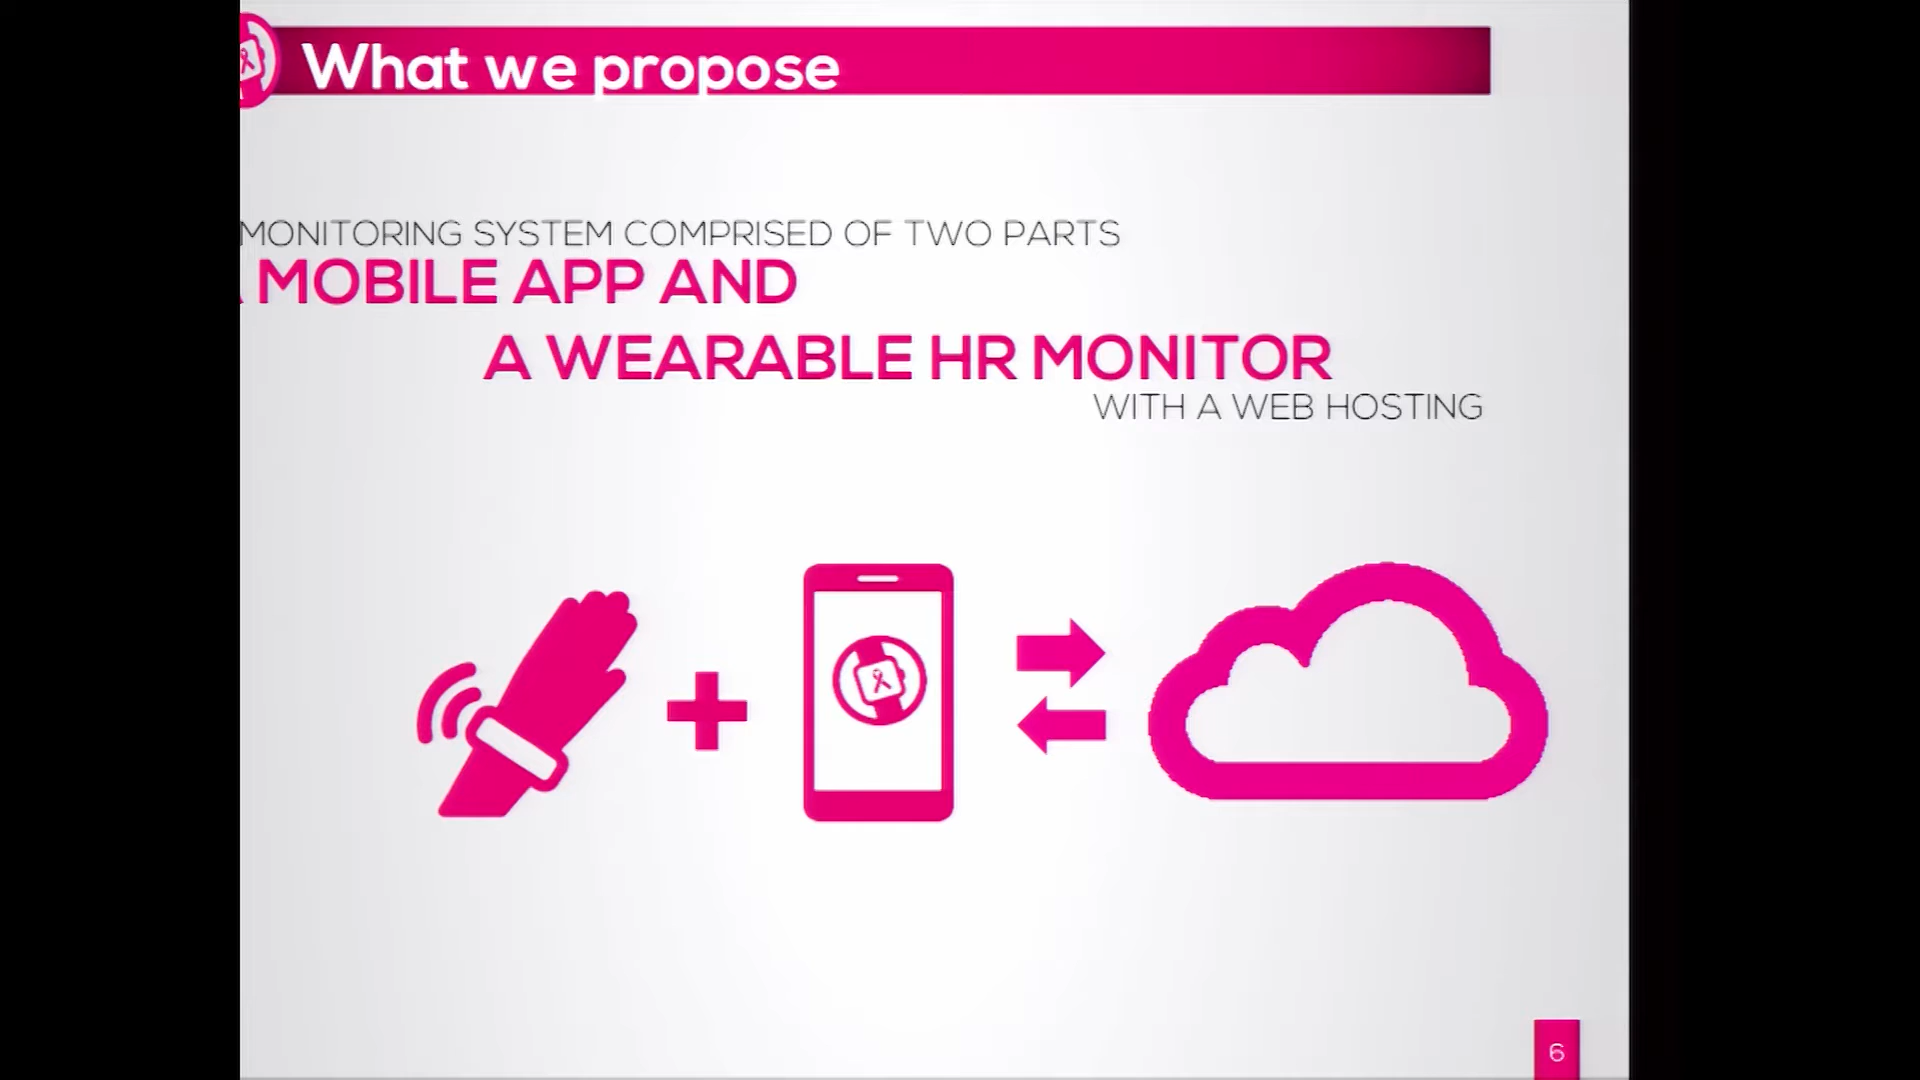 What we propose
MONITORING SYSTEM COMPRISED OF TWO PARTS
MOBILE APP AND
A WEARABLE HR MONITOR
WITH A WEB HOSTING
6